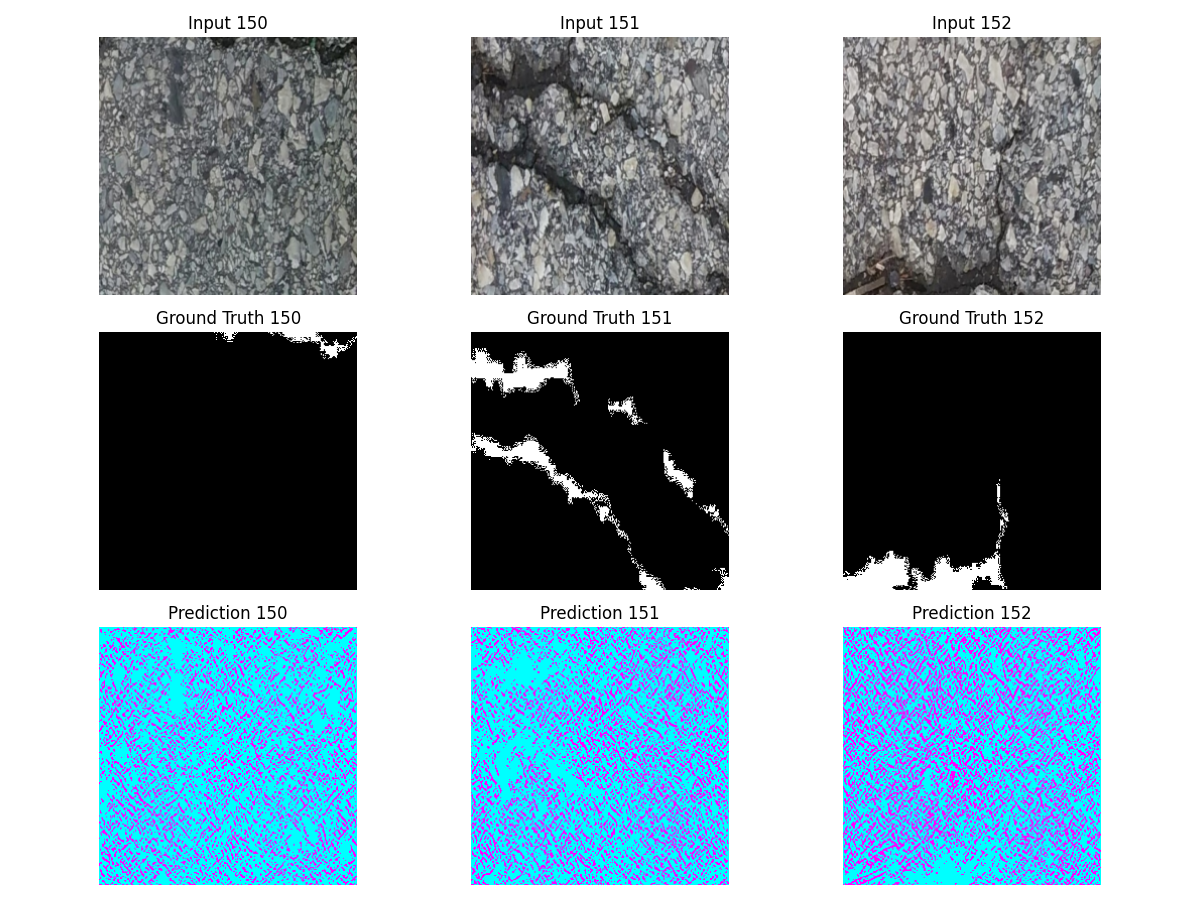 Input 150
Input 151
Input 152
Ground Truth 150
Ground Truth 151
Ground Truth 152
Prediction 150
Prediction 151
Prediction 152